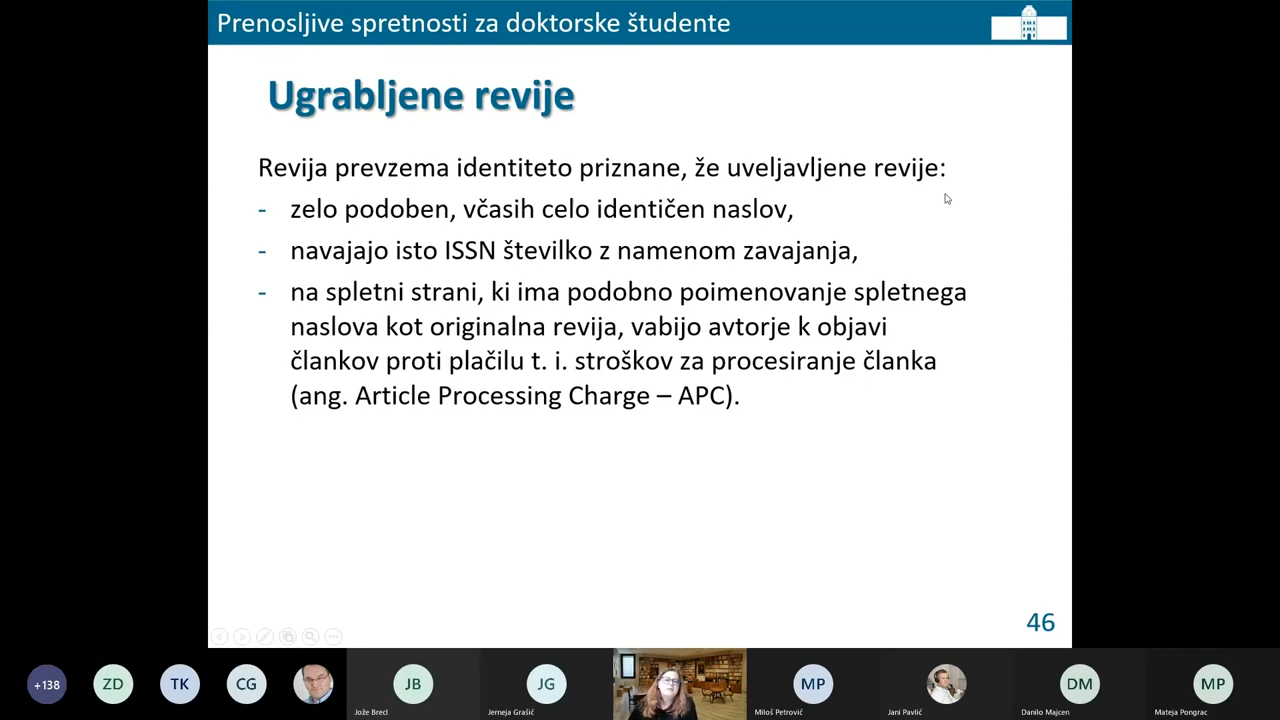 Prenosljive spretnosti za doktorske študente
Ugrabljene revije
Revija prevzema identiteto priznane, že uveljavljene revije:
- zelo podoben, včasih celo identičen naslov,
- navajajo isto ISSN številko z namenom zavajanja,
- na spletni strani, ki ima podobno poimenovanje spletnega
naslova kot originalna revija, vabijo avtorje k objavi
člankov proti plačilu t. i. stroškov za procesiranje članka
(ang. Article Processing Charge – APC).
46
+138
ZD
TK
CG
JB
JG
MP
DM
MP
Jože Brecl
Jerneja Grašič
Miloš Petrovič
Jani Pavlič
Danilo Majcen
Mateja Pongrac